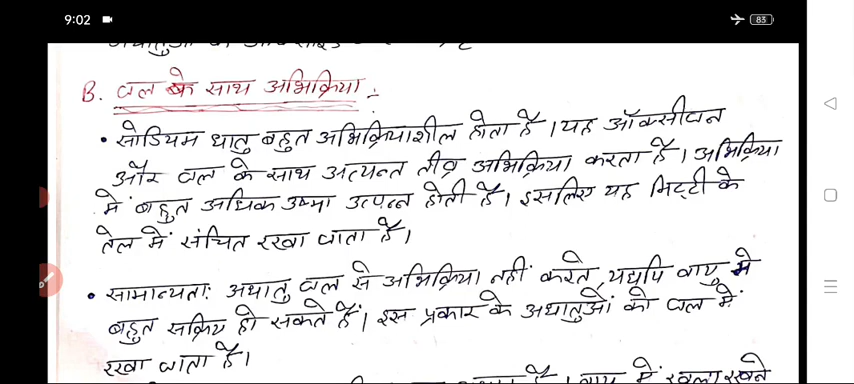 9:02
83
B. जल के साथ अभिक्रिया :
• सोडियम धातु बहुत अभिक्रियाशील होता है। यह ऑक्सीजन
और जल के साथ अत्यन्त तीव्र अभिक्रिया करता है। अभिक्रिया
में बहुत अधिक उष्मा उत्पन्न होती है। इसलिए यह मिट्टी के
तेल में संचित रखा जाता है।
• सामान्यतः अधातु जल से अभिक्रिया नहीं करते यद्यपि वायु मे
बहुत सक्रिय हो सकते हैं। इस प्रकार के अधातुओं को जल में
रखा जाता है।
है। वायु में खुला रखने